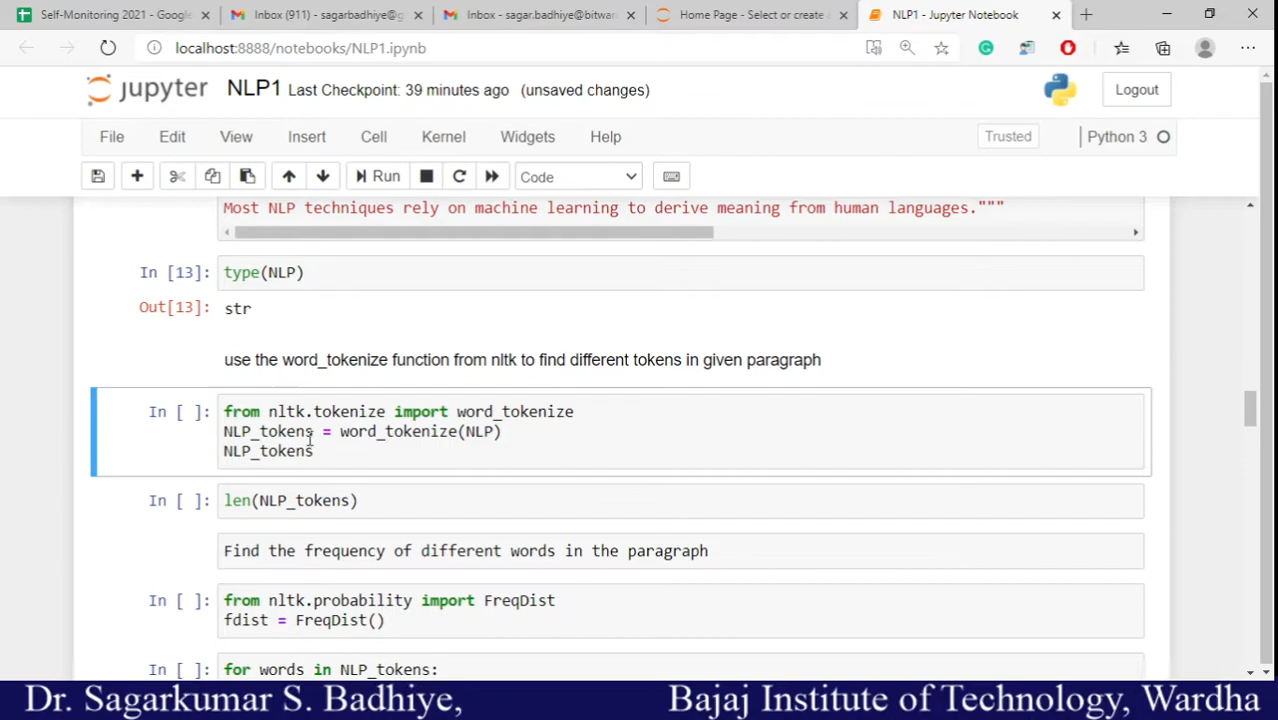 Self-Monitoring 2021 - Google
Inbox (911) - sagarbadhiye@g
Inbox - sagar.badhiye@bitwar
Home Page - Select or create a
NLP1 - Jupyter Notebook
localhost:8888/notebooks/NLP1.ipynb
jupyter NLP1 Last Checkpoint: 39 minutes ago (unsaved changes)
Logout
File Edit View Insert Cell Kernel Widgets Help
Trusted
Python 3
Run
Code
Most NLP techniques rely on machine learning to derive meaning from human languages."""
In [13]: type(NLP)
Out[13]: str
use the word_tokenize function from nltk to find different tokens in given paragraph
In [ ]: from nltk.tokenize import word_tokenize
NLP_tokens = word_tokenize(NLP)
NLP_tokens
In [ ]: len(NLP_tokens)
Find the frequency of different words in the paragraph
In [ ]: from nltk.probability import FreqDist
fdist = FreqDist()
In [ ]: for words in NLP_tokens:
Dr. Sagarkumar S. Badhiye, Bajaj Institute of Technology, Wardha